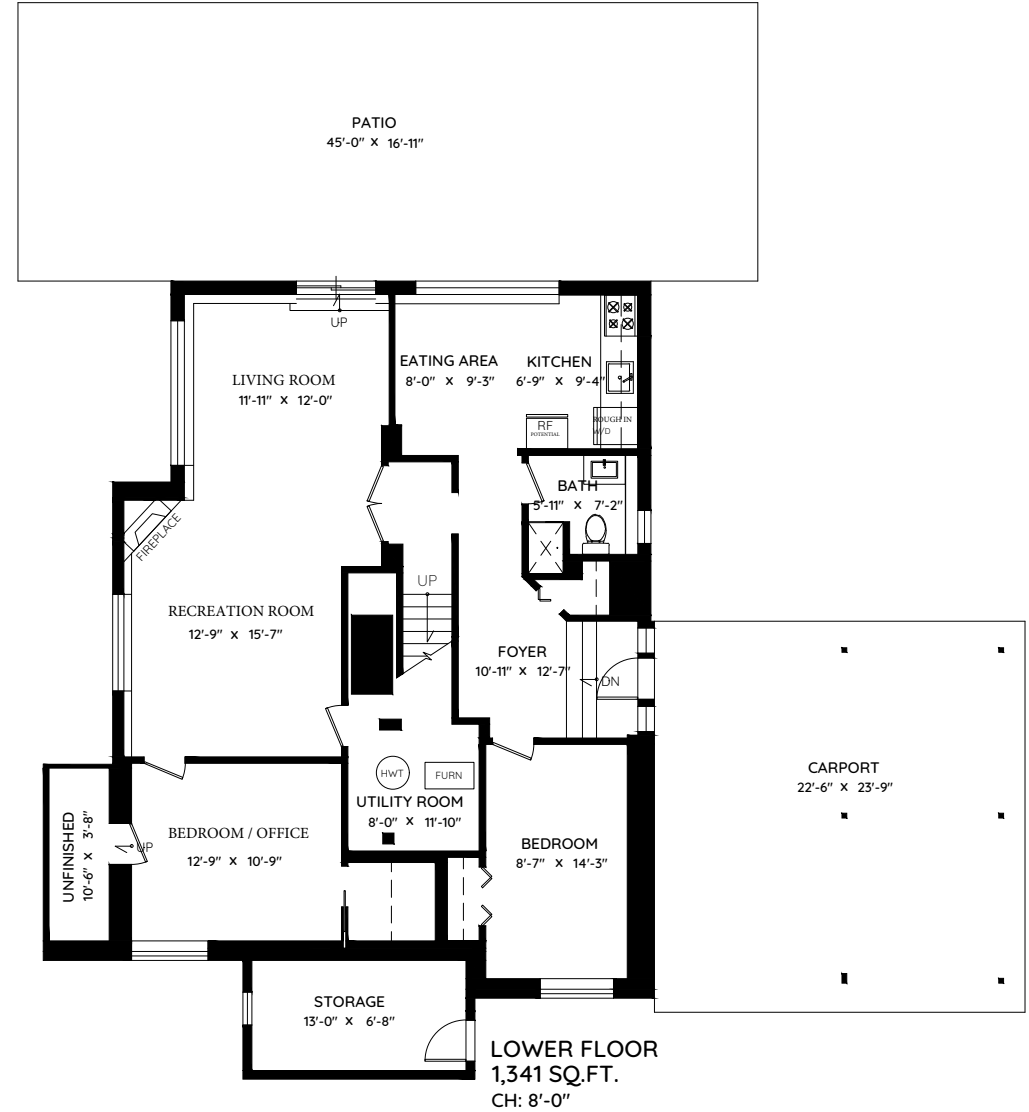 PATIO
45'-0" X 16'-11"
UP
LIVING ROOM
11'-11" X 12'-0"
EATING AREA
8'-0" X 9'-3"
KITCHEN
6'-9" X 9'-4"
RF
POTENTIAL
ROUGH IN
W/D
BATH
5'-11" X 7'-2"
FIREPLACE
UP
RECREATION ROOM
12'-9" X 15'-7"
FOYER
10'-11" X 12'-7"
DN
CARPORT
22'-6" X 23'-9"
HWT
FURN
UTILITY ROOM
8'-0" X 11'-10"
UNFINISHED
10'-6" X 3'-8"
UP
BEDROOM / OFFICE
12'-9" X 10'-9"
BEDROOM
8'-7" X 14'-3"
STORAGE
13'-0" X 6'-8"
LOWER FLOOR
1,341 SQ.FT.
CH: 8'-0"